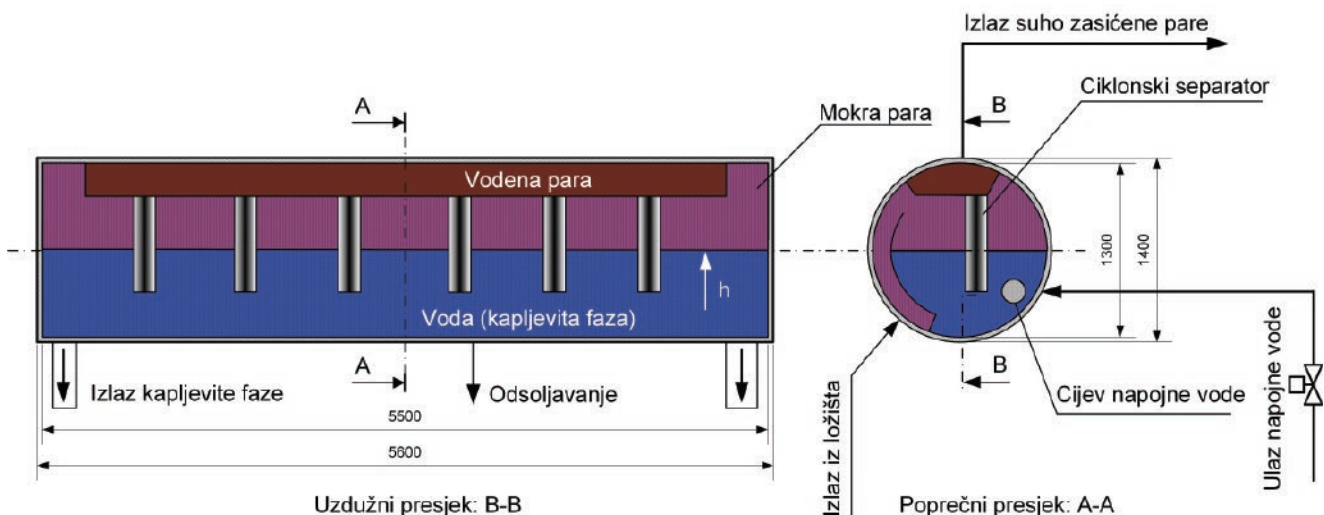 Izlaz suho zasićene pare
Ciklonski separator
A
B
Mokra para
Vodena para
1300
1400
h
Voda (kapljevita faza)
Izlaz kapljevite faze
A
Odsoljavanje
B
Cijev napojne vode
5500
5600
Izlaz iz ložišta
Ulaz napojne vode
Uzdužni presjek: B-B
Poprečni presjek: A-A